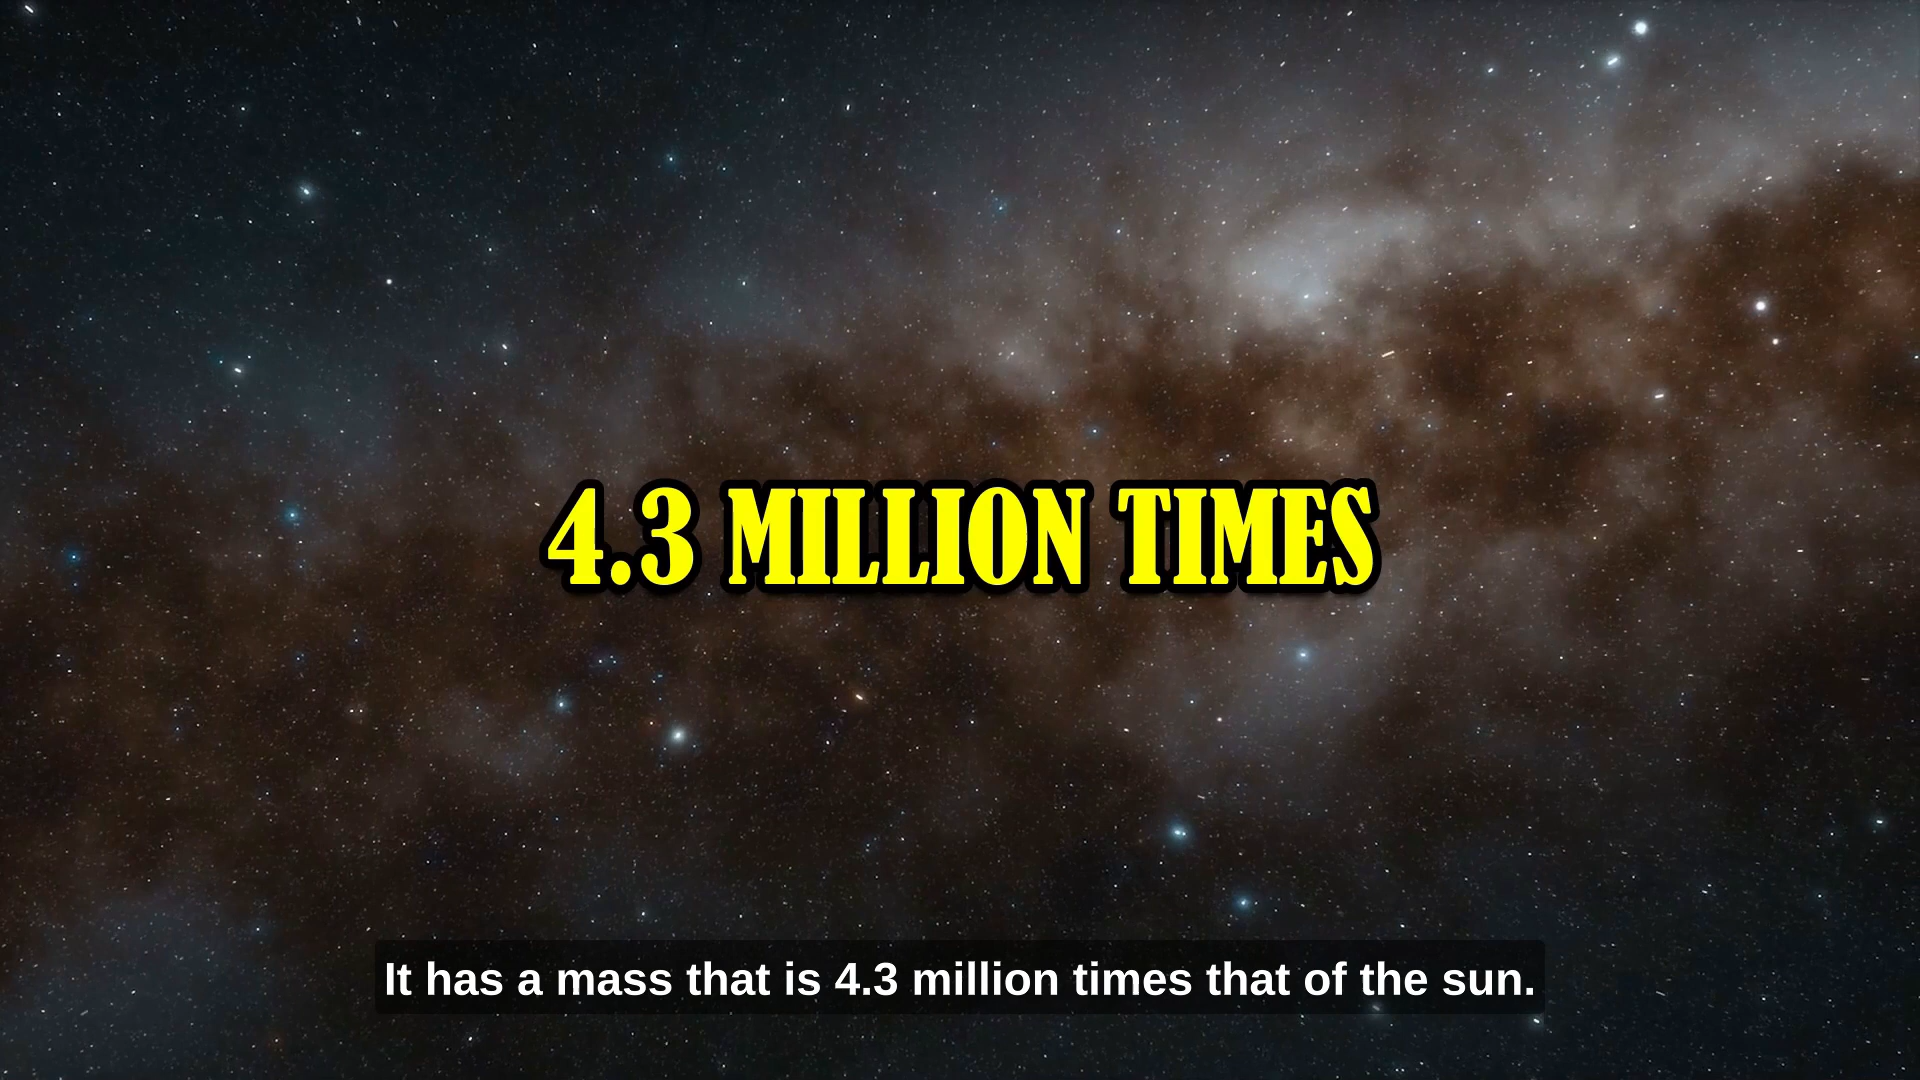 4.3 MILLION TIMES
It has a mass that is 4.3 million times that of the sun.